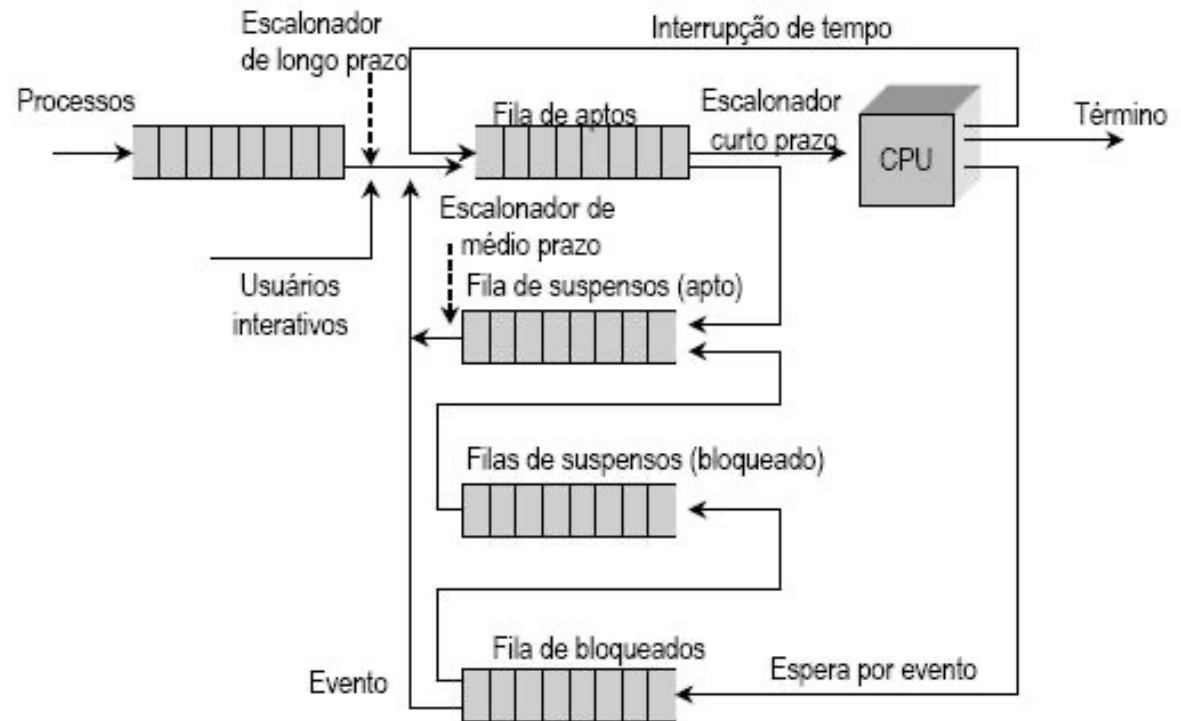 Escalonador
de longo prazo
Interrupção de tempo
Processos
Fila de aptos
Escalonador
curto prazo
CPU
Término
Escalonador de
médio prazo
Usuários
interativos
Fila de suspensos (apto)
Filas de suspensos (bloqueado)
Fila de bloqueados
Evento
Espera por evento